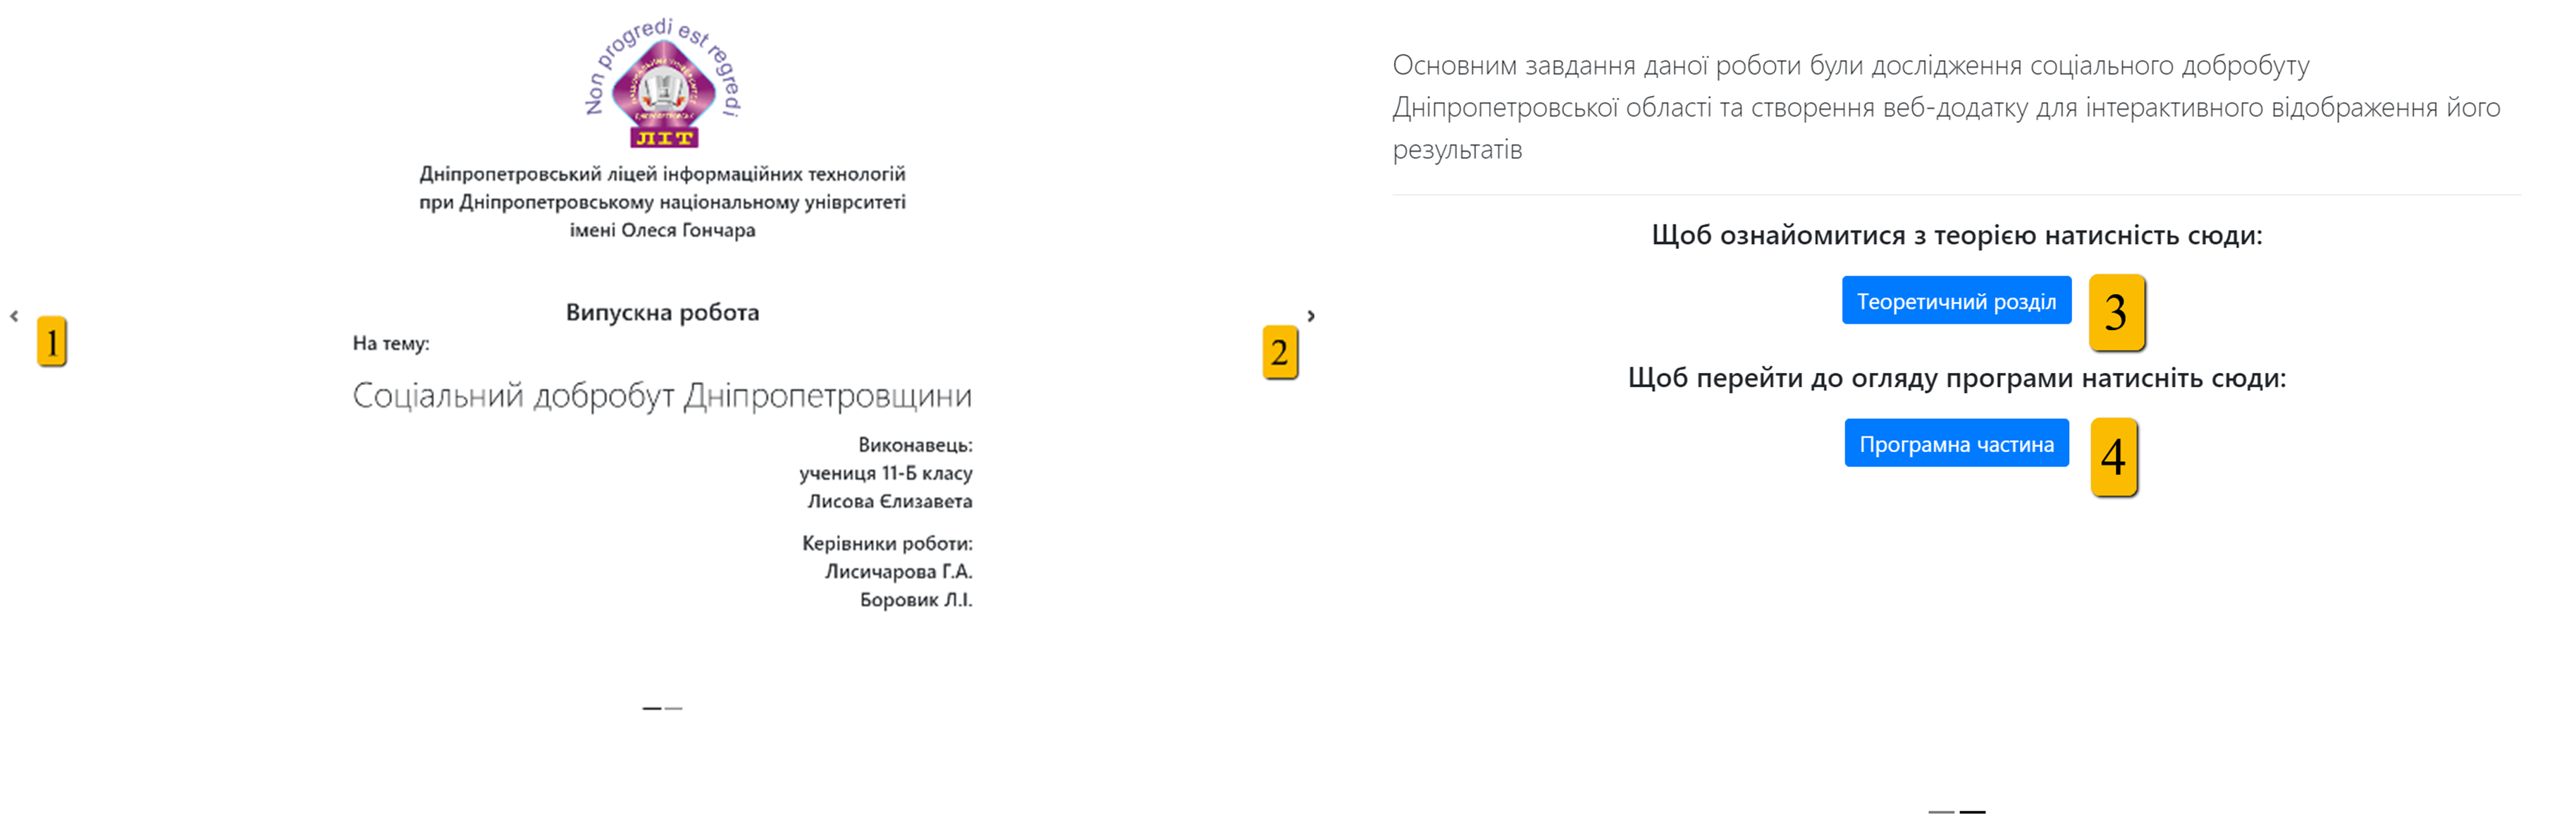 Non progredi est regredi
ЛІТ
Дніпропетровський ліцей інформаційних технологій
при Дніпропетровському національному уніврситеті
імені Олеся Гончара
Випускна робота
На тему:
Соціальний добробут Дніпропетровщини
Виконавець:
учениця 11-Б класу
Лисова Єлизавета
Керівники роботи:
Лисичарова Г.А.
Боровик Л.І.
1
2
Основним завдання даної роботи були дослідження соціального добробуту
Дніпропетровської області та створення веб-додатку для інтерактивного відображення його
результатів
Щоб ознайомитися з теорією натисність сюди:
Теоретичний розділ
3
Щоб перейти до огляду програми натисніть сюди:
Програмна частина
4